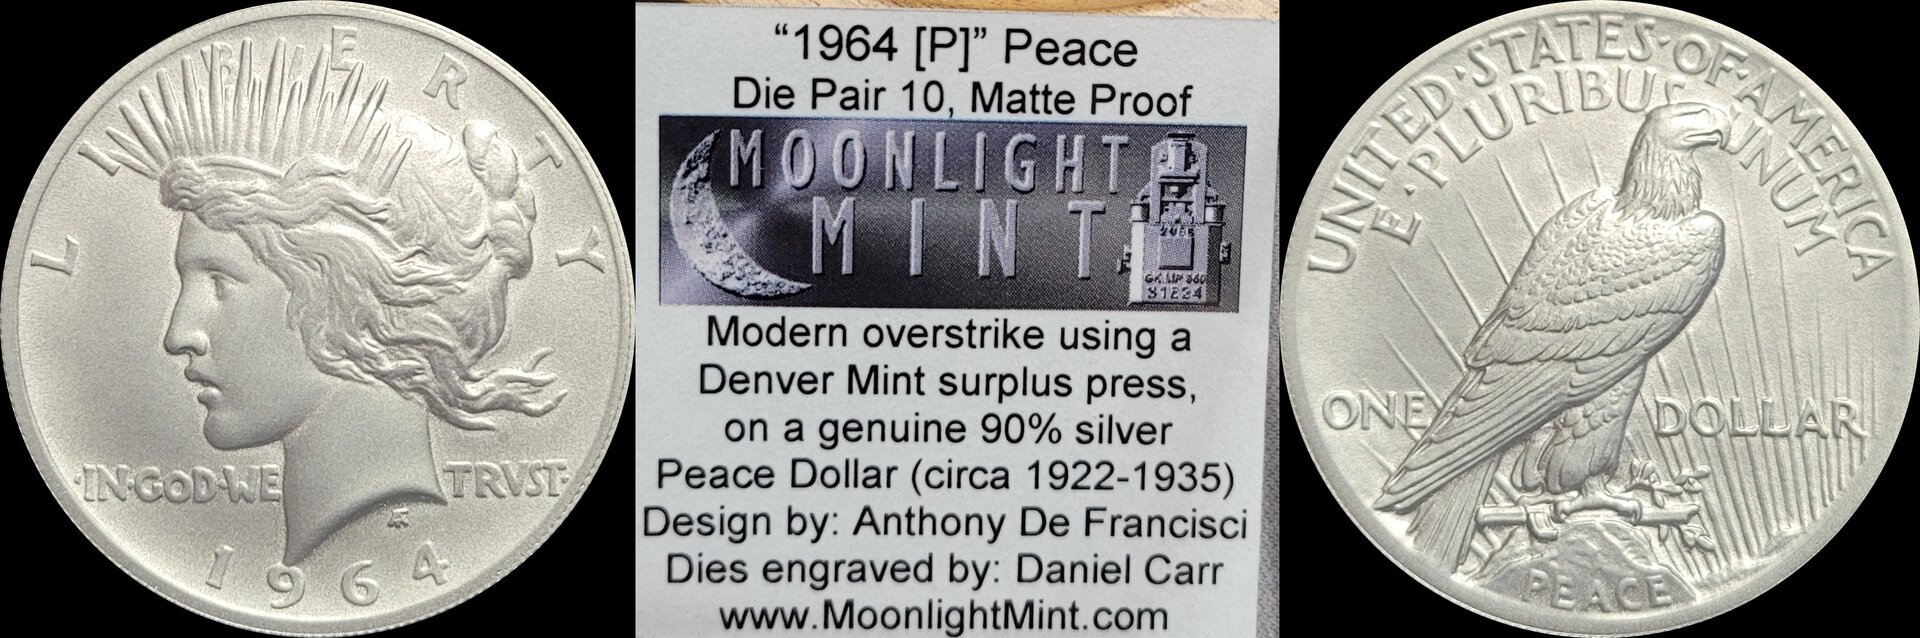 LIBERTY
·IN·GOD·WE TRVST·
1964
"1964 [P]" Peace
Die Pair 10, Matte Proof
MOONLIGHT
MINT
Modern overstrike using a
Denver Mint surplus press,
on a genuine 90% silver
Peace Dollar (circa 1922-1935)
Design by: Anthony De Francisci
Dies engraved by: Daniel Carr
www.MoonlightMint.com
UNITED·STATES·OF·AMERICA
E·PLURIBUS UNUM
ONE DOLLAR
PEACE